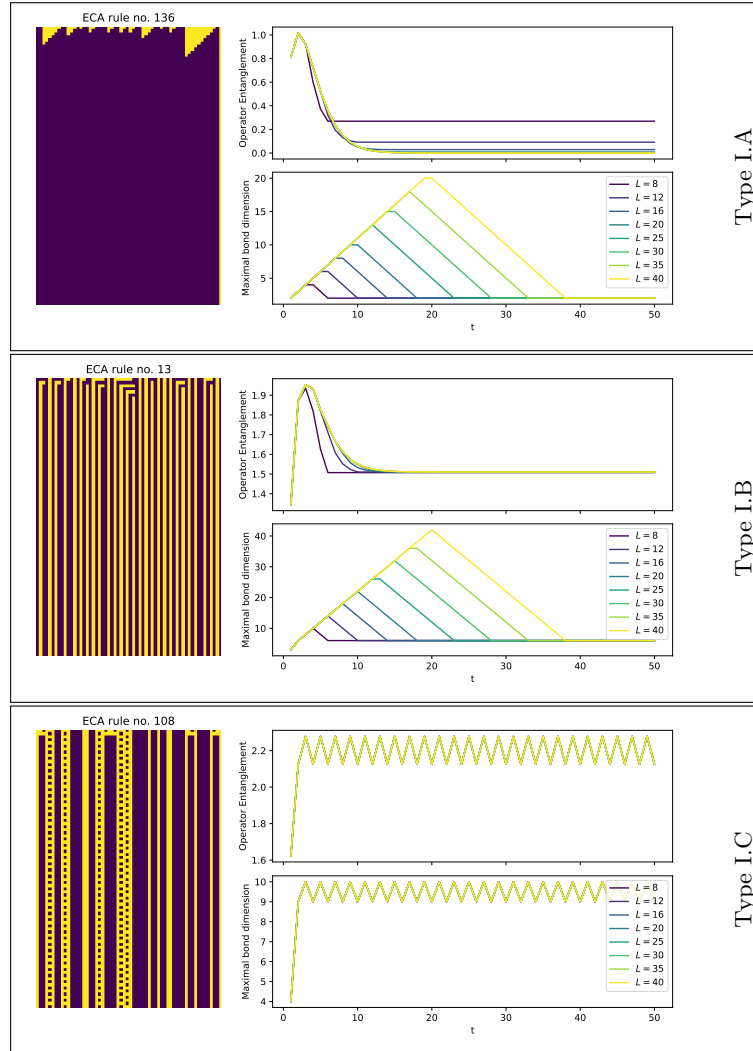 ECA rule no. 136
Operator Entanglement
1.0
0.8
0.6
0.4
0.2
0.0
Maximal bond dimension
20
15
10
5
L = 8
L = 12
L = 16
L = 20
L = 25
L = 30
L = 35
L = 40
0 10 20 30 40 50
t
Type I.A
ECA rule no. 13
Operator Entanglement
1.9
1.8
1.7
1.6
1.5
1.4
Maximal bond dimension
40
30
20
10
L = 8
L = 12
L = 16
L = 20
L = 25
L = 30
L = 35
L = 40
0 10 20 30 40 50
t
Type I.B
ECA rule no. 108
Operator Entanglement
2.2
2.0
1.8
1.6
Maximal bond dimension
10
9
8
7
6
5
4
L = 8
L = 12
L = 16
L = 20
L = 25
L = 30
L = 35
L = 40
0 10 20 30 40 50
t
Type I.C